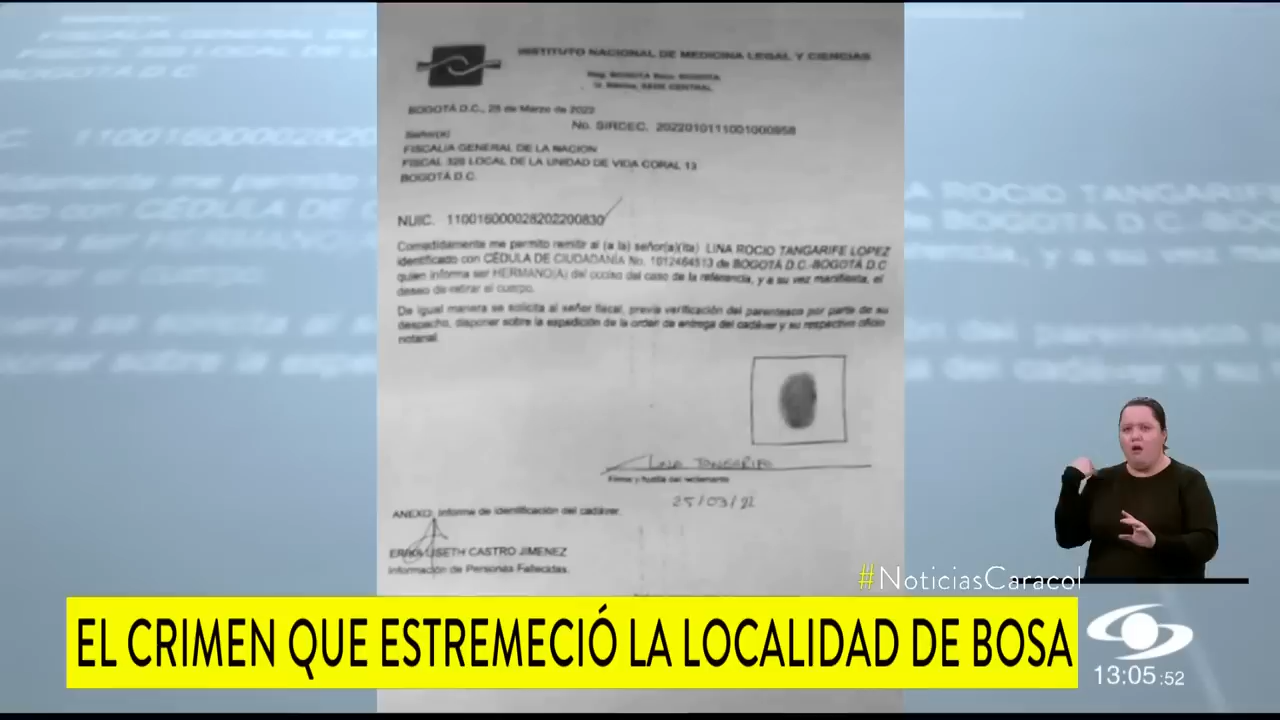 INSTITUTO NACIONAL DE MEDICINA LEGAL Y CIENCIAS
BOGOTÁ D.C., 25 de Marzo de 2022
No. SIRCEC. 2022010111001000958
Señor(a)
FISCALIA GENERAL DE LA NACION
FISCAL 328 LOCAL DE LA UNIDAD DE VIDA CORAL 13
BOGOTÁ D.C.
NUIC. 110016000028202200830
Comedidamente me permito remitir al (a la) señor(a)(ita) LINA ROCIO TANGARIFE LOPEZ
identificado con CÉDULA DE CIUDADANÍA No. 1012464513 de BOGOTÁ D.C.-BOGOTÁ D.C
quien informa ser HERMANO(A) del occiso del caso de la referencia, y a su vez manifiesta, el
deseo de retirar el cuerpo.
De igual manera se solicita al señor fiscal, previa verificación del parentesco por parte de su
despacho, disponer sobre la expedición de la orden de entrega del cadáver y su respectivo oficio
notarial.
LINA TANGARIFE
Firma y huella del reclamante
25/03/22
ANEXO: Informe de identificación del cadáver.
ERIKA LISETH CASTRO JIMENEZ
Información de Personas Fallecidas.
#NoticiasCaracol
EL CRIMEN QUE ESTREMECIÓ LA LOCALIDAD DE BOSA
13:05:52